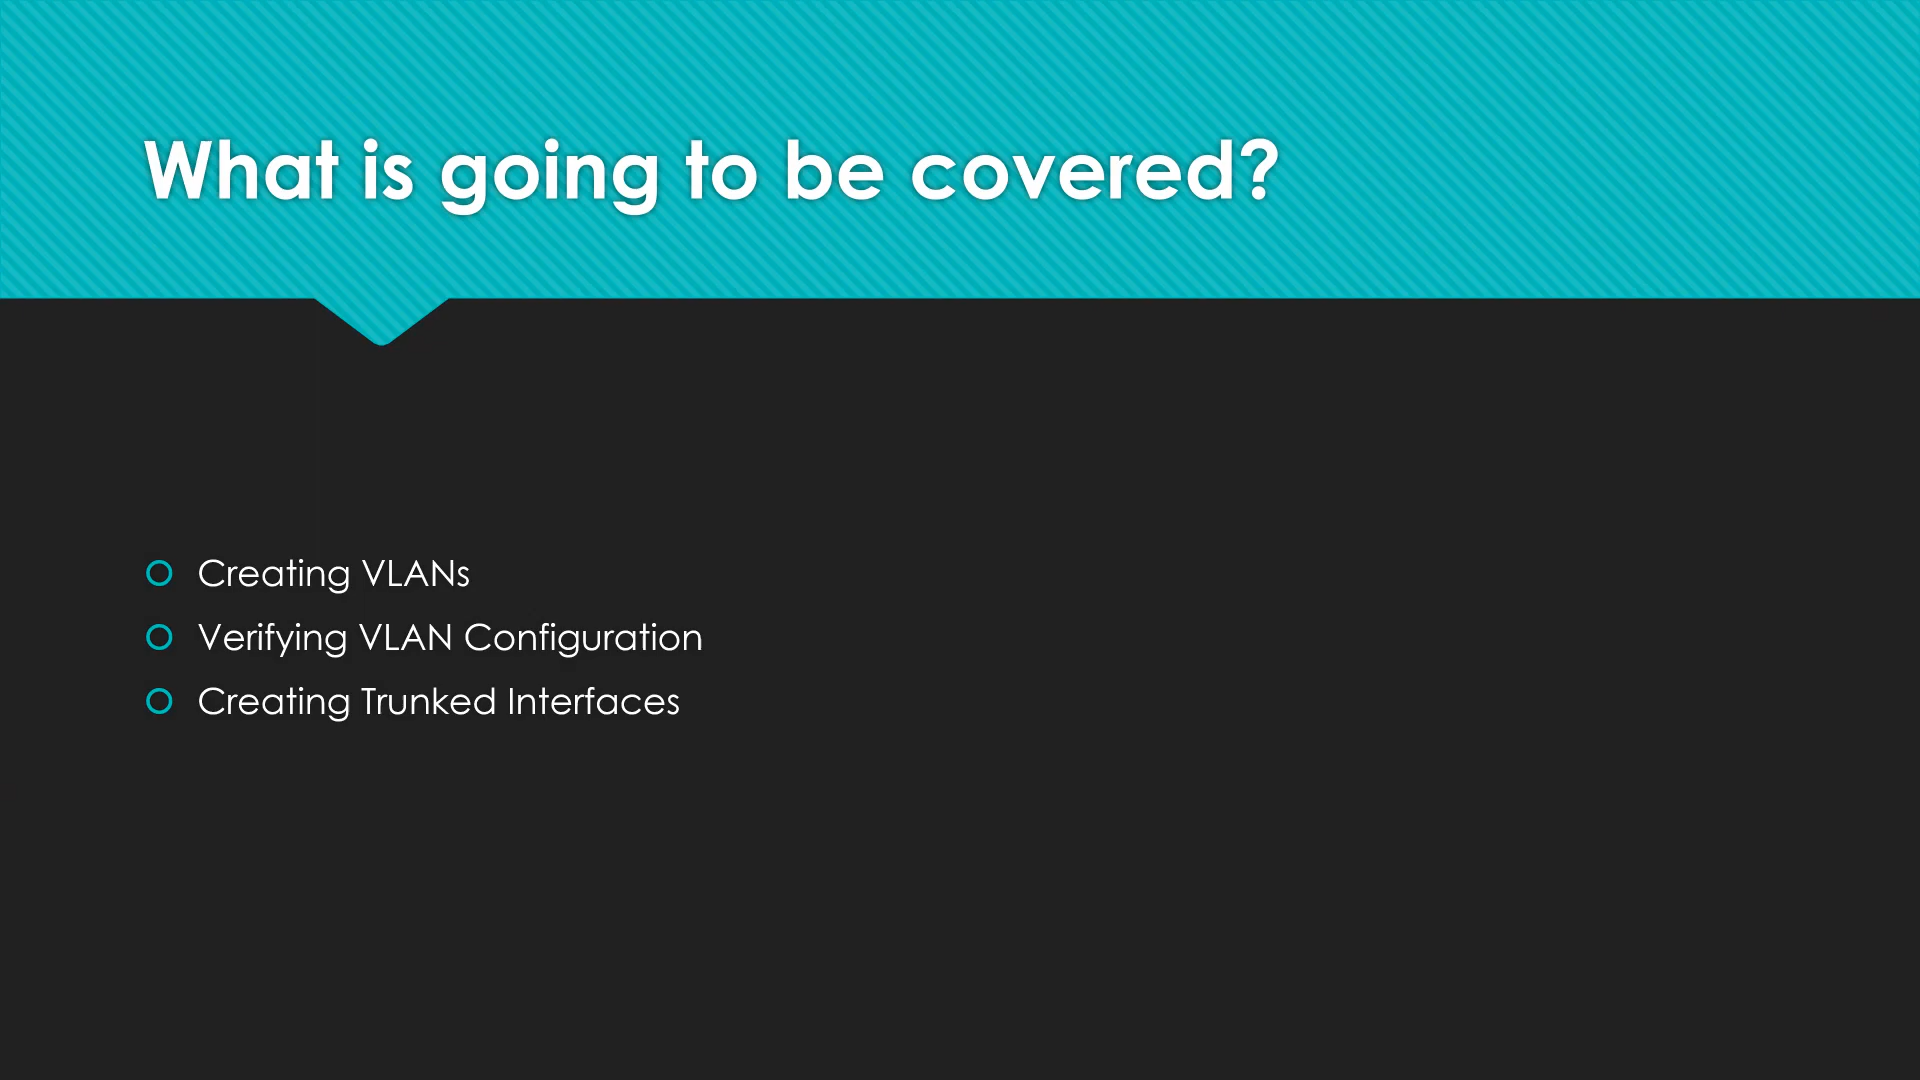 What is going to be covered?
Creating VLANs
Verifying VLAN Configuration
Creating Trunked Interfaces